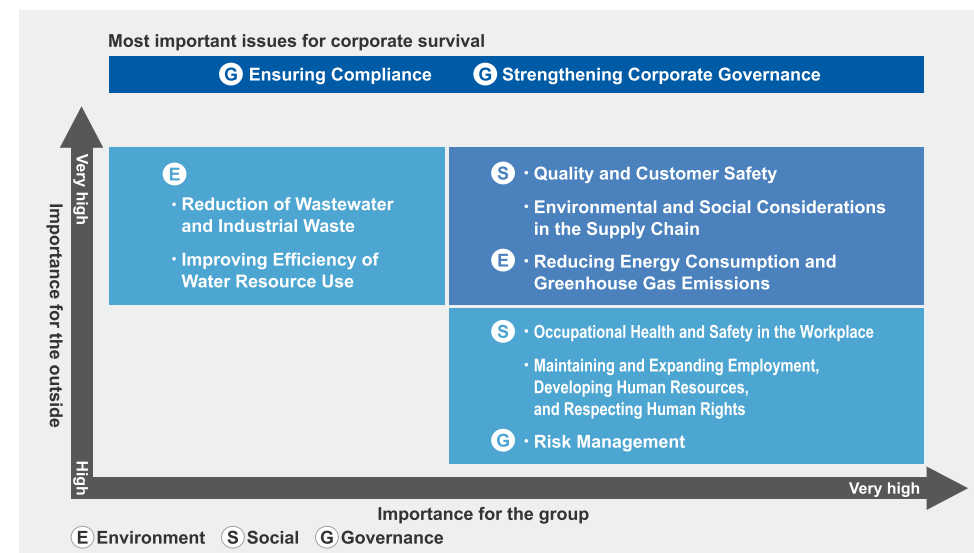 Most important issues for corporate survival
G Ensuring Compliance G Strengthening Corporate Governance
Very high
Importance for the outside
High
E
・Reduction of Wastewater
and Industrial Waste
・Improving Efficiency of
Water Resource Use
S ・Quality and Customer Safety
・Environmental and Social Considerations
in the Supply Chain
E ・Reducing Energy Consumption and
Greenhouse Gas Emissions
S ・Occupational Health and Safety in the Workplace
・Maintaining and Expanding Employment,
Developing Human Resources,
and Respecting Human Rights
G ・Risk Management
Very high
Importance for the group
E Environment S Social G Governance